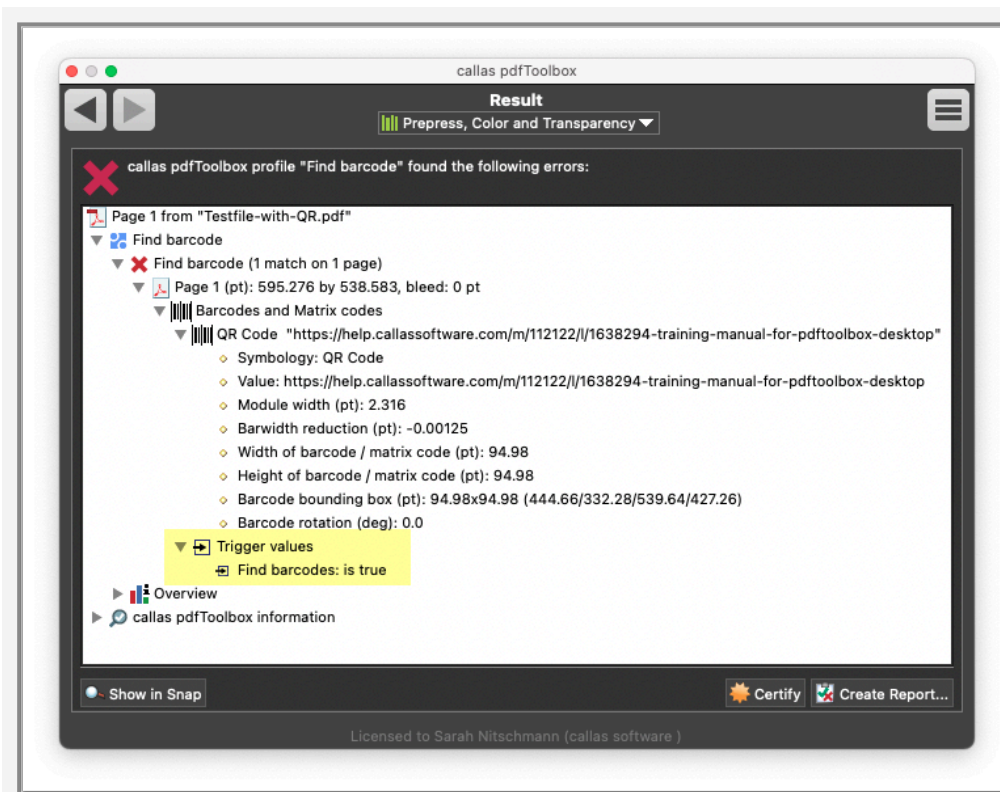 callas pdfToolbox
Result
Prepress, Color and Transparency
callas pdfToolbox profile "Find barcode" found the following errors:
Page 1 from "Testfile-with-QR.pdf"
Find barcode
Find barcode (1 match on 1 page)
Page 1 (pt): 595.276 by 538.583, bleed: 0 pt
Barcodes and Matrix codes
QR Code "https://help.callassoftware.com/m/112122/l/1638294-training-manual-for-pdftoolbox-desktop"
Symbology: QR Code
Value: https://help.callassoftware.com/m/112122/l/1638294-training-manual-for-pdftoolbox-desktop
Module width (pt): 2.316
Barwidth reduction (pt): -0.00125
Width of barcode / matrix code (pt): 94.98
Height of barcode / matrix code (pt): 94.98
Barcode bounding box (pt): 94.98x94.98 (444.66/332.28/539.64/427.26)
Barcode rotation (deg): 0.0
Trigger values
Find barcodes: is true
Overview
callas pdfToolbox information
Show in Snap
Certify
Create Report...
Licensed to Sarah Nitschmann (callas software )